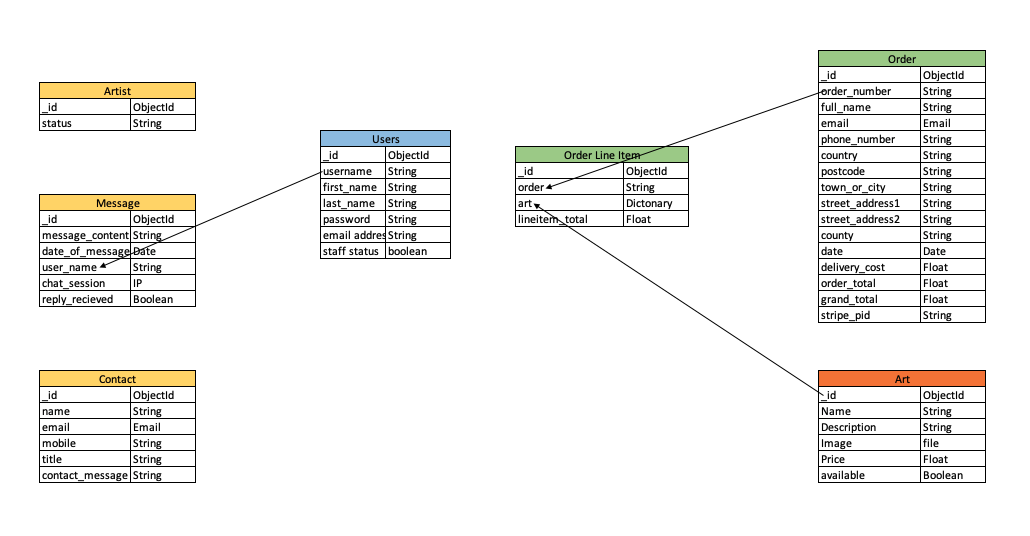 Artist
_id ObjectId
status String
Message
_id ObjectId
message_content String
date_of_message Date
user_name String
chat_session IP
reply_recieved Boolean
Contact
_id ObjectId
name String
email Email
mobile String
title String
contact_message String
Users
_id ObjectId
username String
first_name String
last_name String
password String
email addres String
staff status boolean
Order Line Item
_id ObjectId
order String
art Dictonary
lineitem_total Float
Order
_id ObjectId
order_number String
full_name String
email Email
phone_number String
country String
postcode String
town_or_city String
street_address1 String
street_address2 String
county String
date Date
delivery_cost Float
order_total Float
grand_total Float
stripe_pid String
Art
_id ObjectId
Name String
Description String
Image file
Price Float
available Boolean